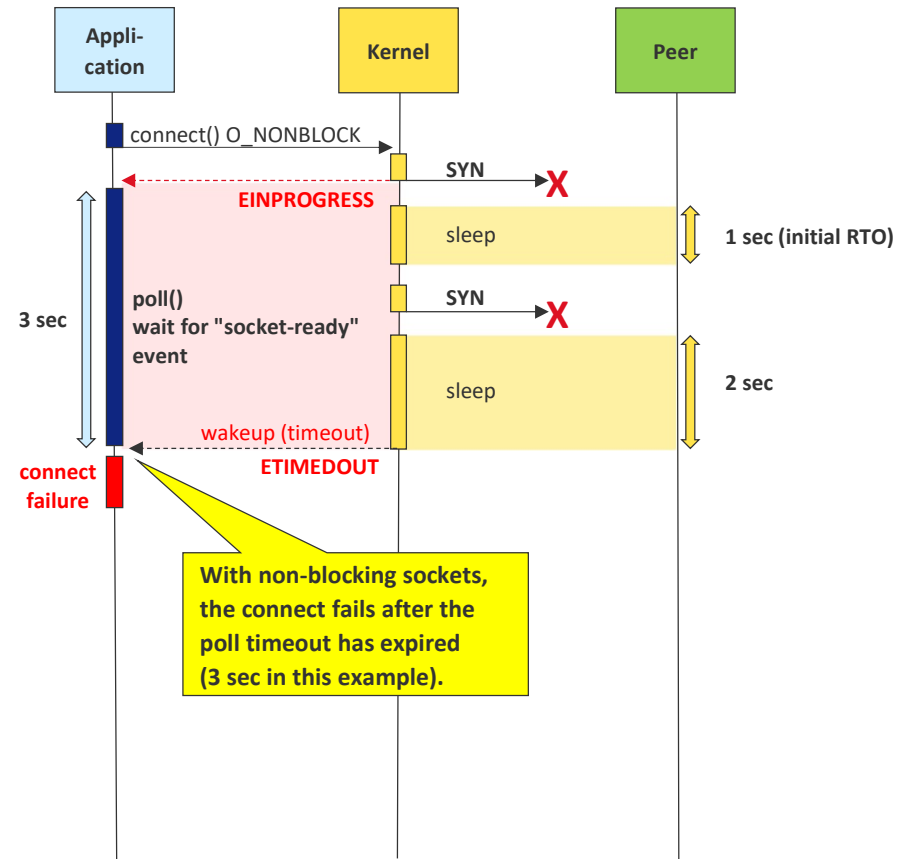 Appli-
cation
Kernel
Peer
connect() O_NONBLOCK
SYN
X
EINPROGRESS
sleep
1 sec (initial RTO)
SYN
X
3 sec
poll()
wait for "socket-ready"
event
sleep
2 sec
wakeup (timeout)
ETIMEDOUT
connect
failure
With non-blocking sockets,
the connect fails after the
poll timeout has expired
(3 sec in this example).